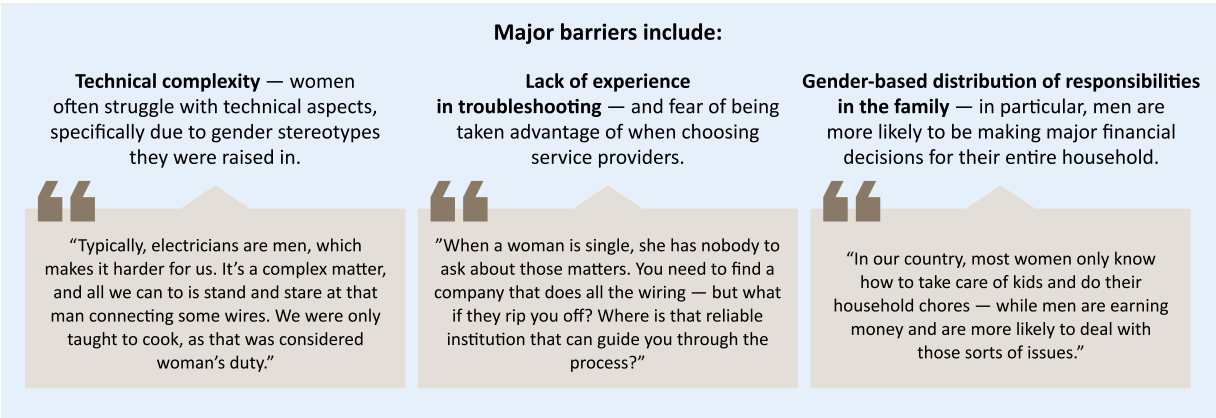 Major barriers include:
Technical complexity — women
often struggle with technical aspects,
specifically due to gender stereotypes
they were raised in.
“Typically, electricians are men, which
makes it harder for us. It’s a complex matter,
and all we can to is stand and stare at that
man connecting some wires. We were only
taught to cook, as that was considered
woman’s duty.”
Lack of experience
in troubleshooting — and fear of being
taken advantage of when choosing
service providers.
”When a woman is single, she has nobody to
ask about those matters. You need to find a
company that does all the wiring — but what
if they rip you off? Where is that reliable
institution that can guide you through the
process?”
Gender-based distribution of responsibilities
in the family — in particular, men are
more likely to be making major financial
decisions for their entire household.
“In our country, most women only know
how to take care of kids and do their
household chores — while men are earning
money and are more likely to deal with
those sorts of issues.”